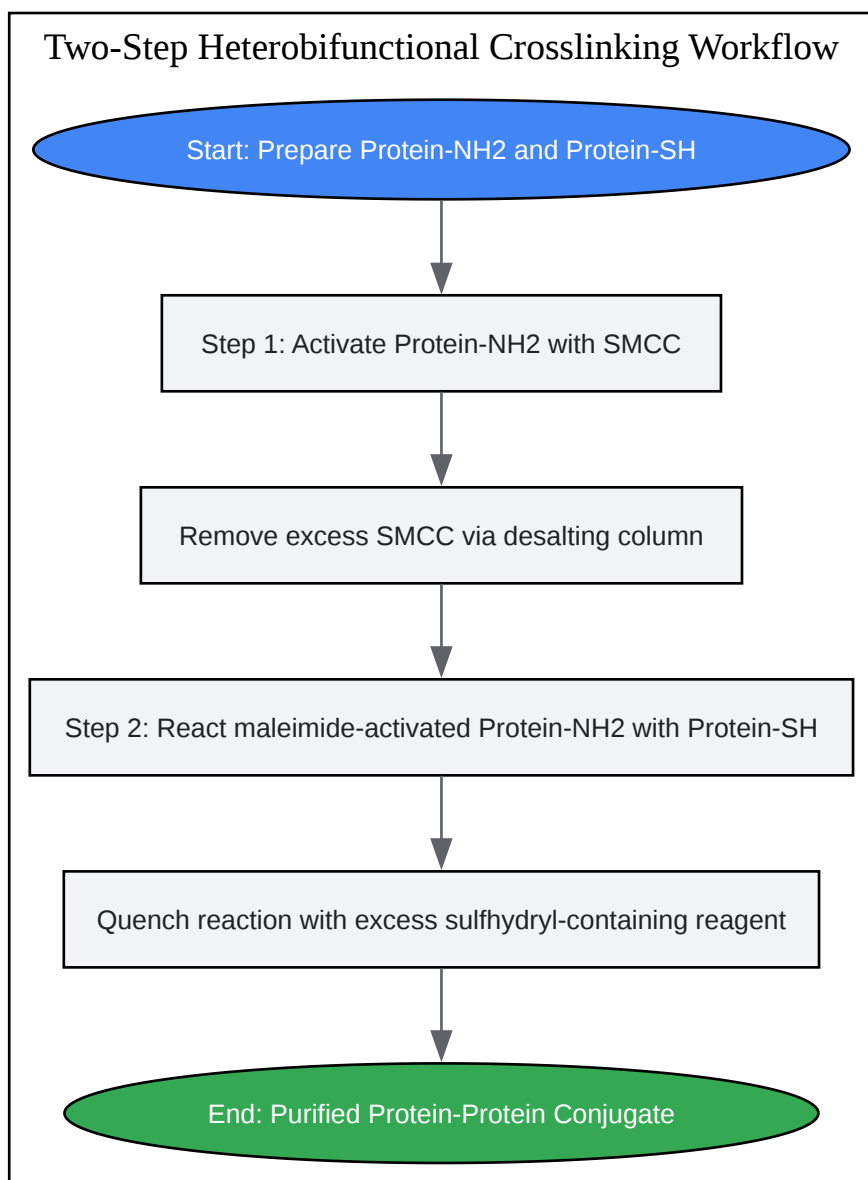 Two-Step Heterobifunctional Crosslinking Workflow
Start: Prepare Protein-NH2 and Protein-SH
Step 1: Activate Protein-NH2 with SMCC
Remove excess SMCC via desalting column
Step 2: React maleimide-activated Protein-NH2 with Protein-SH
Quench reaction with excess sulfhydryl-containing reagent
End: Purified Protein-Protein Conjugate